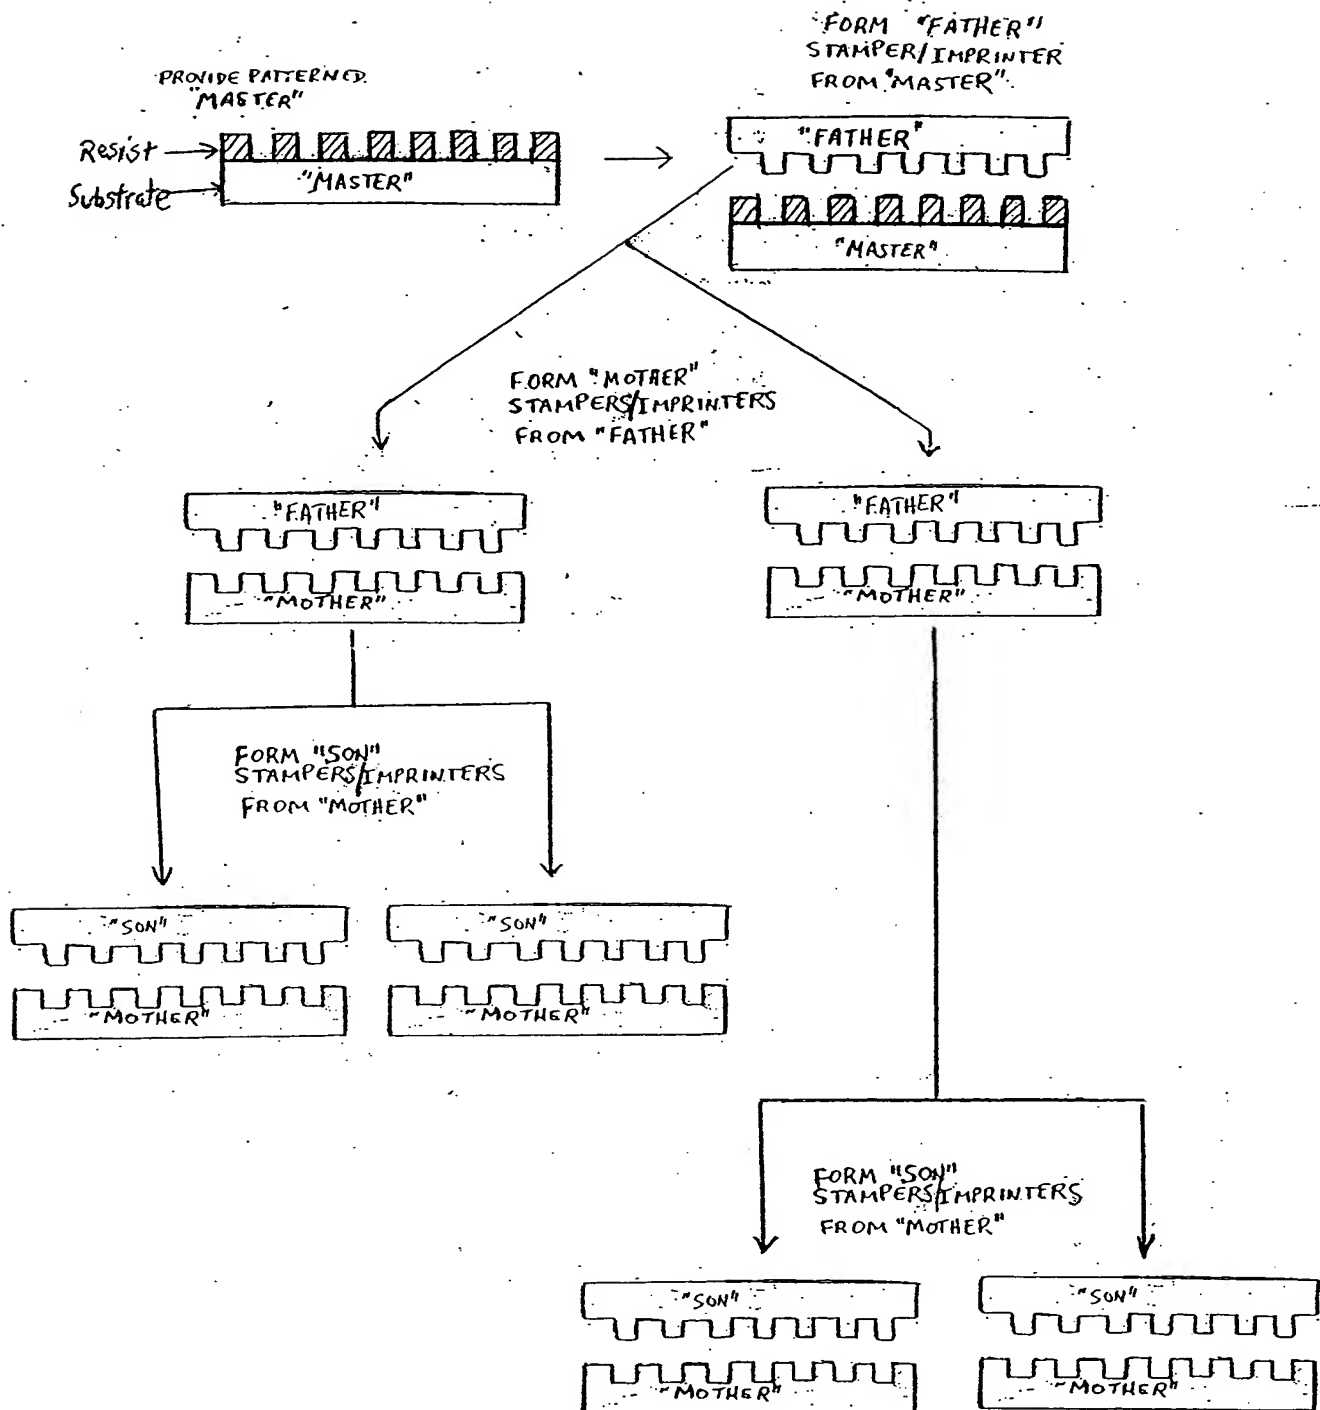 PROVIDE PATTERNED
"MASTER"
Resist
Substrate
"MASTER"
FORM "FATHER"
STAMPER/IMPRINTER
FROM "MASTER"
"FATHER"
"MASTER"
FORM "MOTHER"
STAMPERS/IMPRINTERS
FROM "FATHER"
"FATHER"
"MOTHER"
"FATHER"
"MOTHER"
FORM "SON"
STAMPERS/IMPRINTERS
FROM "MOTHER"
"SON"
"MOTHER"
"SON"
"MOTHER"
FORM "SON"
STAMPERS/IMPRINTERS
FROM "MOTHER"
"SON"
"MOTHER"
"SON"
"MOTHER"